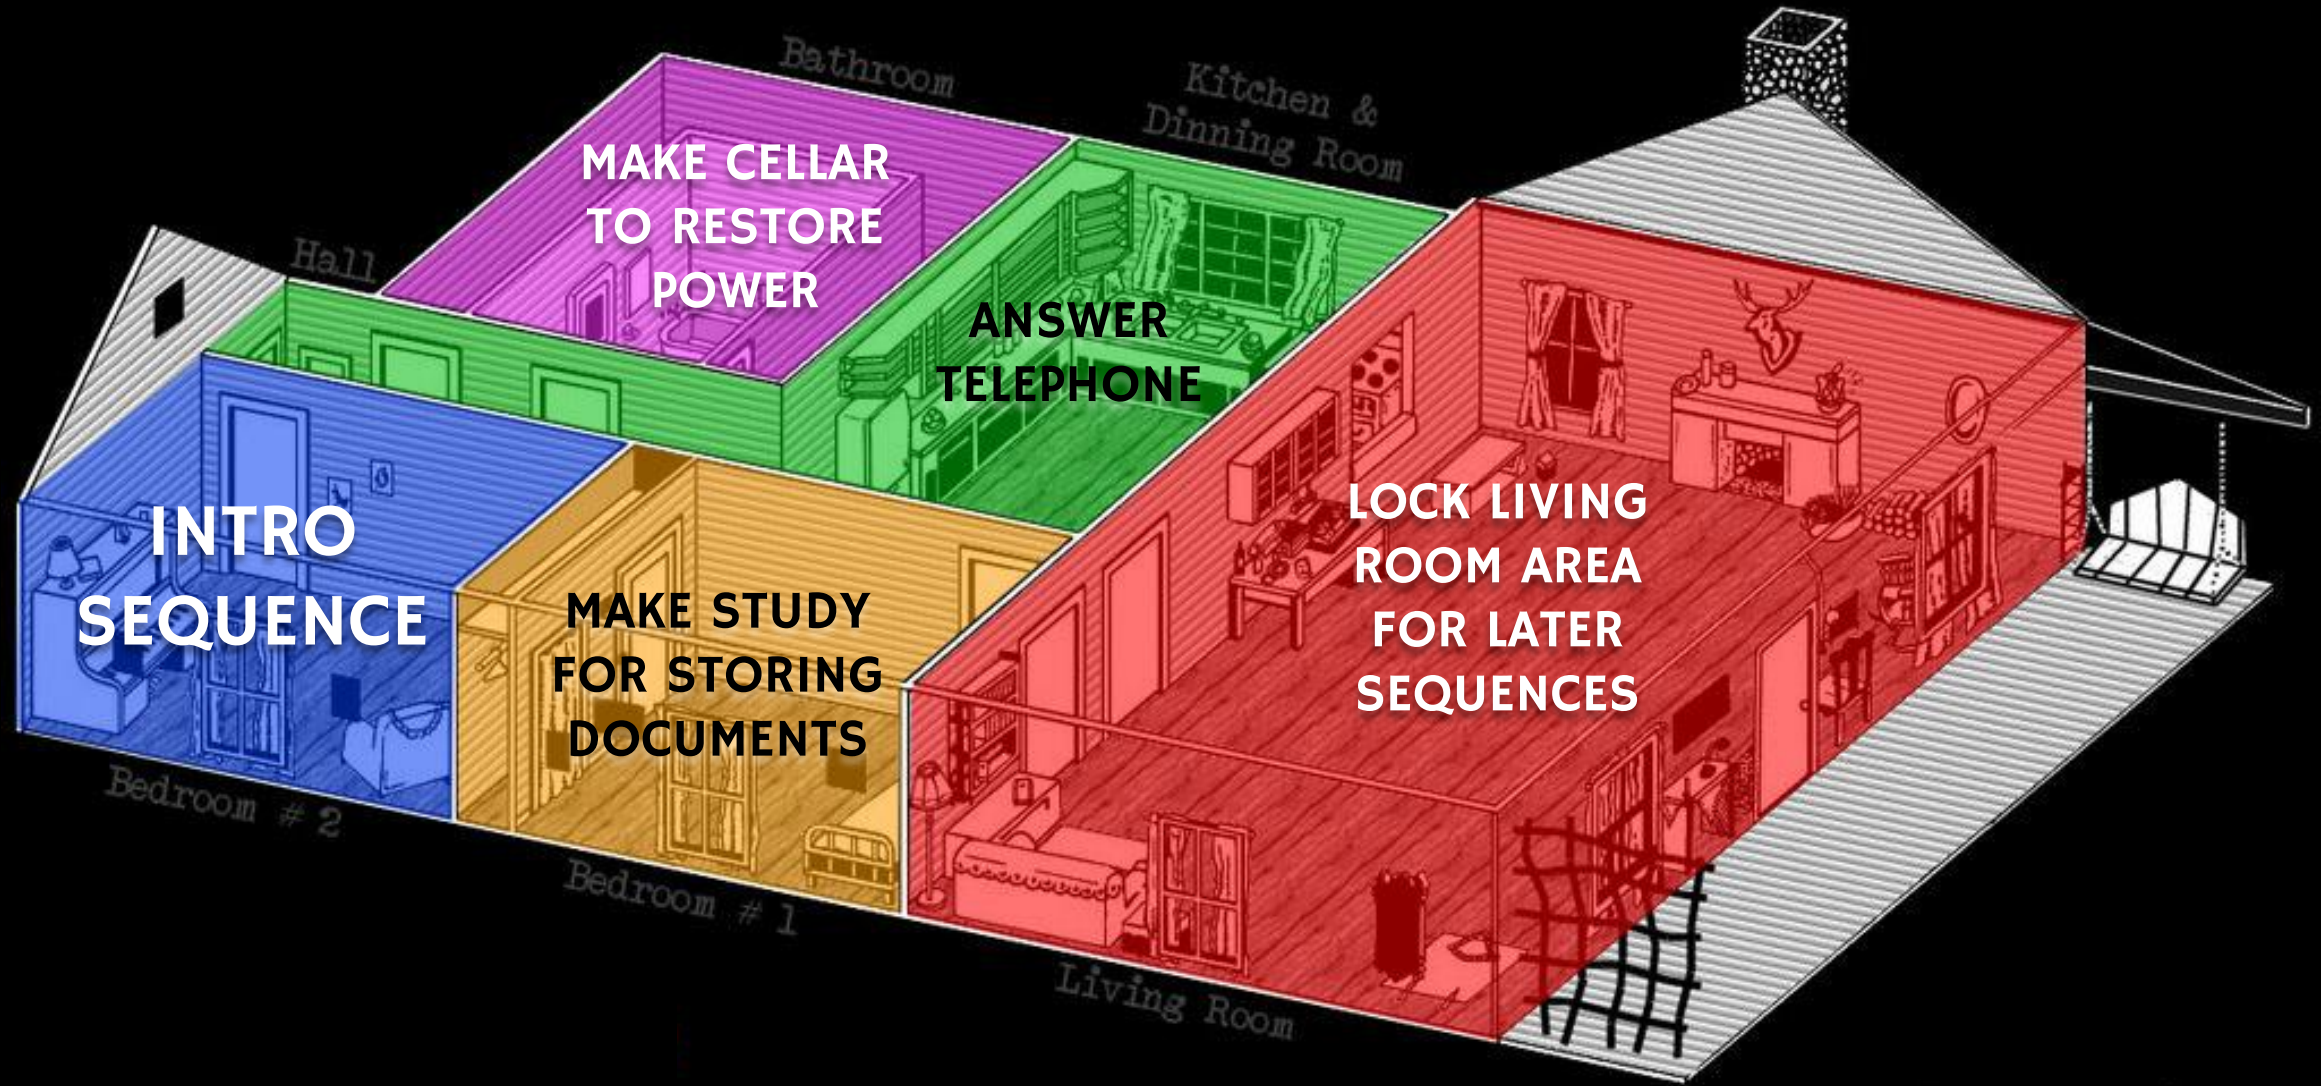 Bathroom
Kitchen &
Dinning Room
Hall
MAKE CELLAR
TO RESTORE
POWER
ANSWER
TELEPHONE
INTRO
SEQUENCE
MAKE STUDY
FOR STORING
DOCUMENTS
LOCK LIVING
ROOM AREA
FOR LATER
SEQUENCES
Bedroom # 2
Bedroom # 1
Living Room